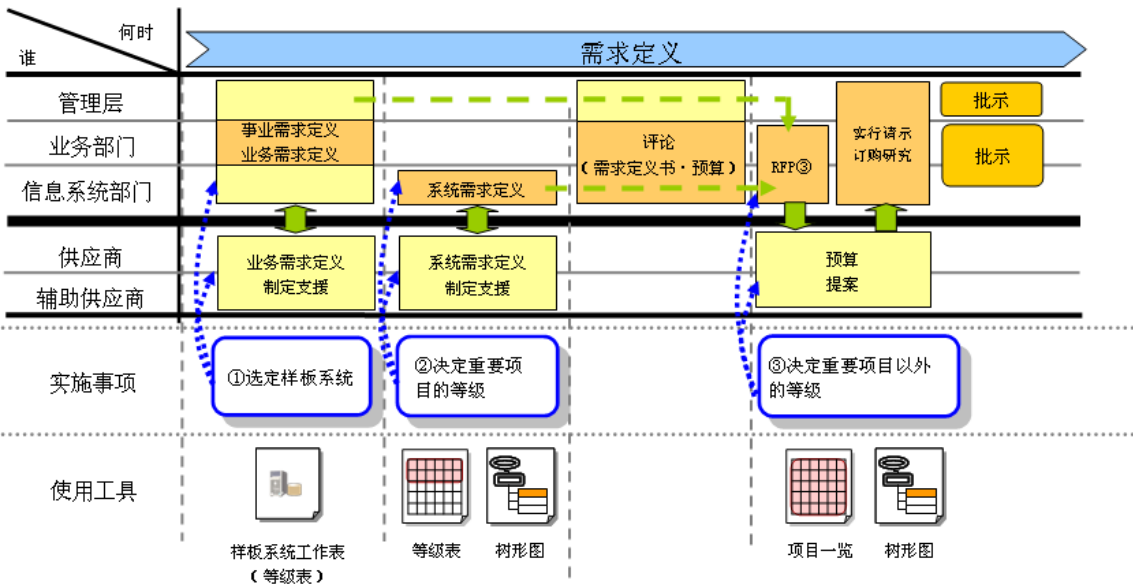 何时
谁
需求定义
管理层
业务部门
信息系统部门
供应商
辅助供应商
实施事项
使用工具
事业需求定义
业务需求定义
系统需求定义
评论
(需求定义书·预算)
RFP③
实行请示
订购研究
批示
批示
业务需求定义
制定支援
系统需求定义
制定支援
预算
提案
①选定样板系统
②决定重要项
目的等级
③决定重要项目以外
的等级
样板系统工作表
(等级表)
等级表
树形图
项目一览
树形图